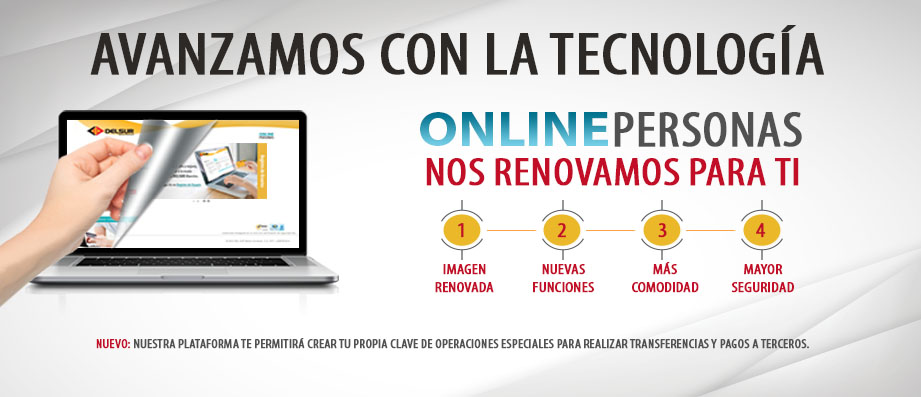 AVANZAMOS CON LA TECNOLOGÍA
DELSUR
ONLINE PERSONAS
NOS RENOVAMOS PARA TI
1 2 3 4
IMAGEN RENOVADA
NUEVAS FUNCIONES
MÁS COMODIDAD
MAYOR SEGURIDAD
NUEVO: NUESTRA PLATAFORMA TE PERMITIRÁ CREAR TU PROPIA CLAVE DE OPERACIONES ESPECIALES PARA REALIZAR TRANSFERENCIAS Y PAGOS A TERCEROS.